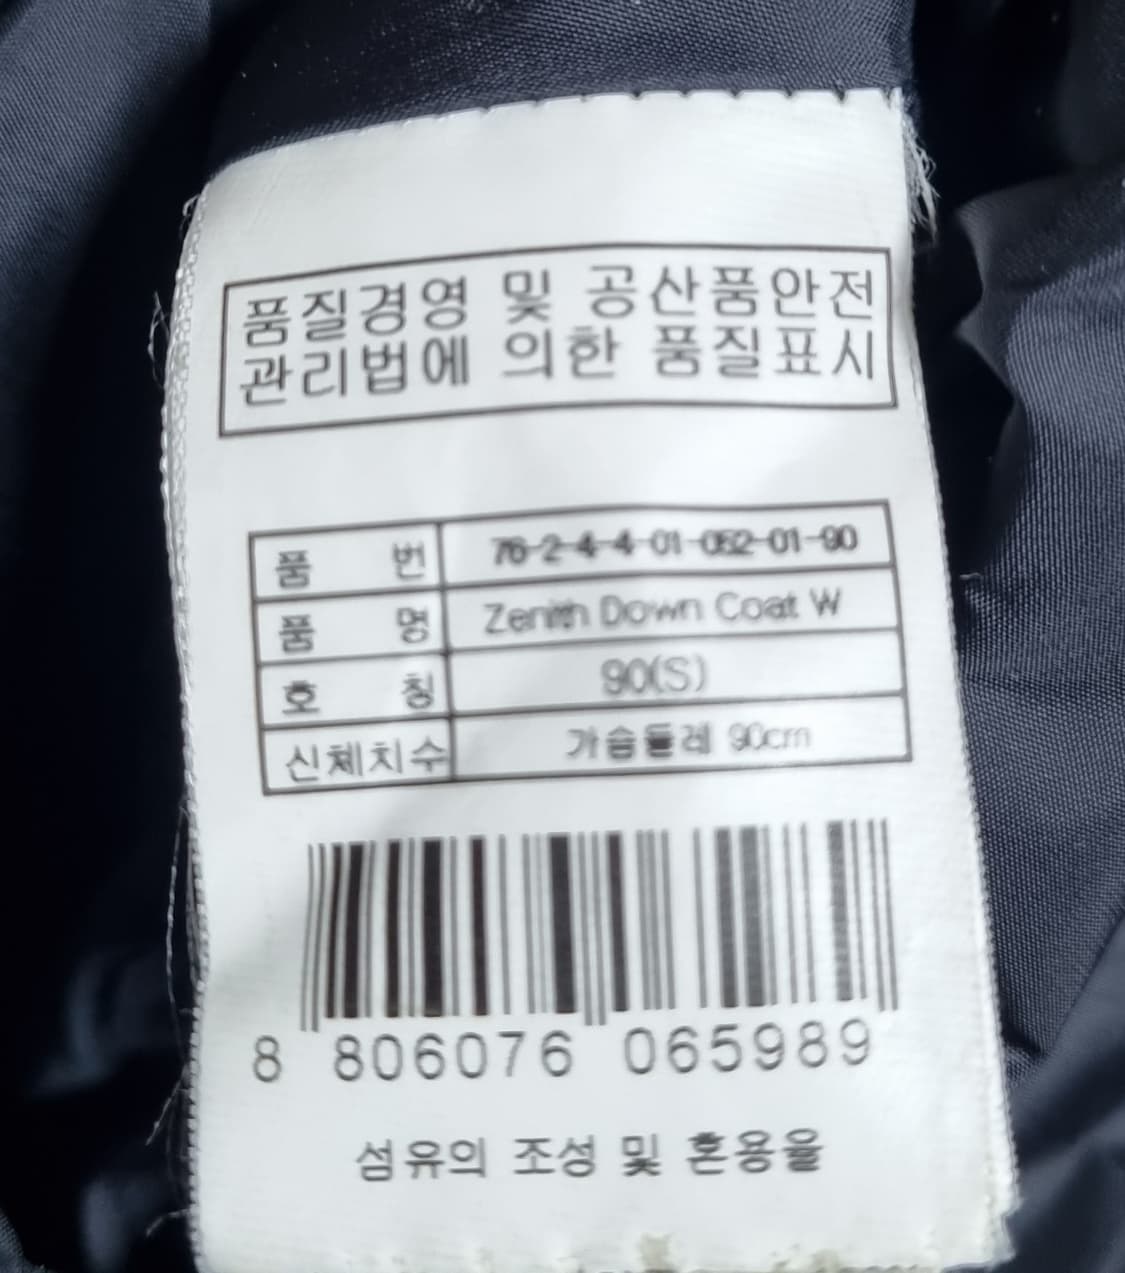 품질경영 및 공산품안전
관리법에 의한 품질표시
품 번 76-2-4-4-01-052-01-90
품 명 Zenith Down Coat W
호 칭 90(S)
신체치수 가슴둘레 90cm
8 806076 065989
섬유의 조성 및 혼용율